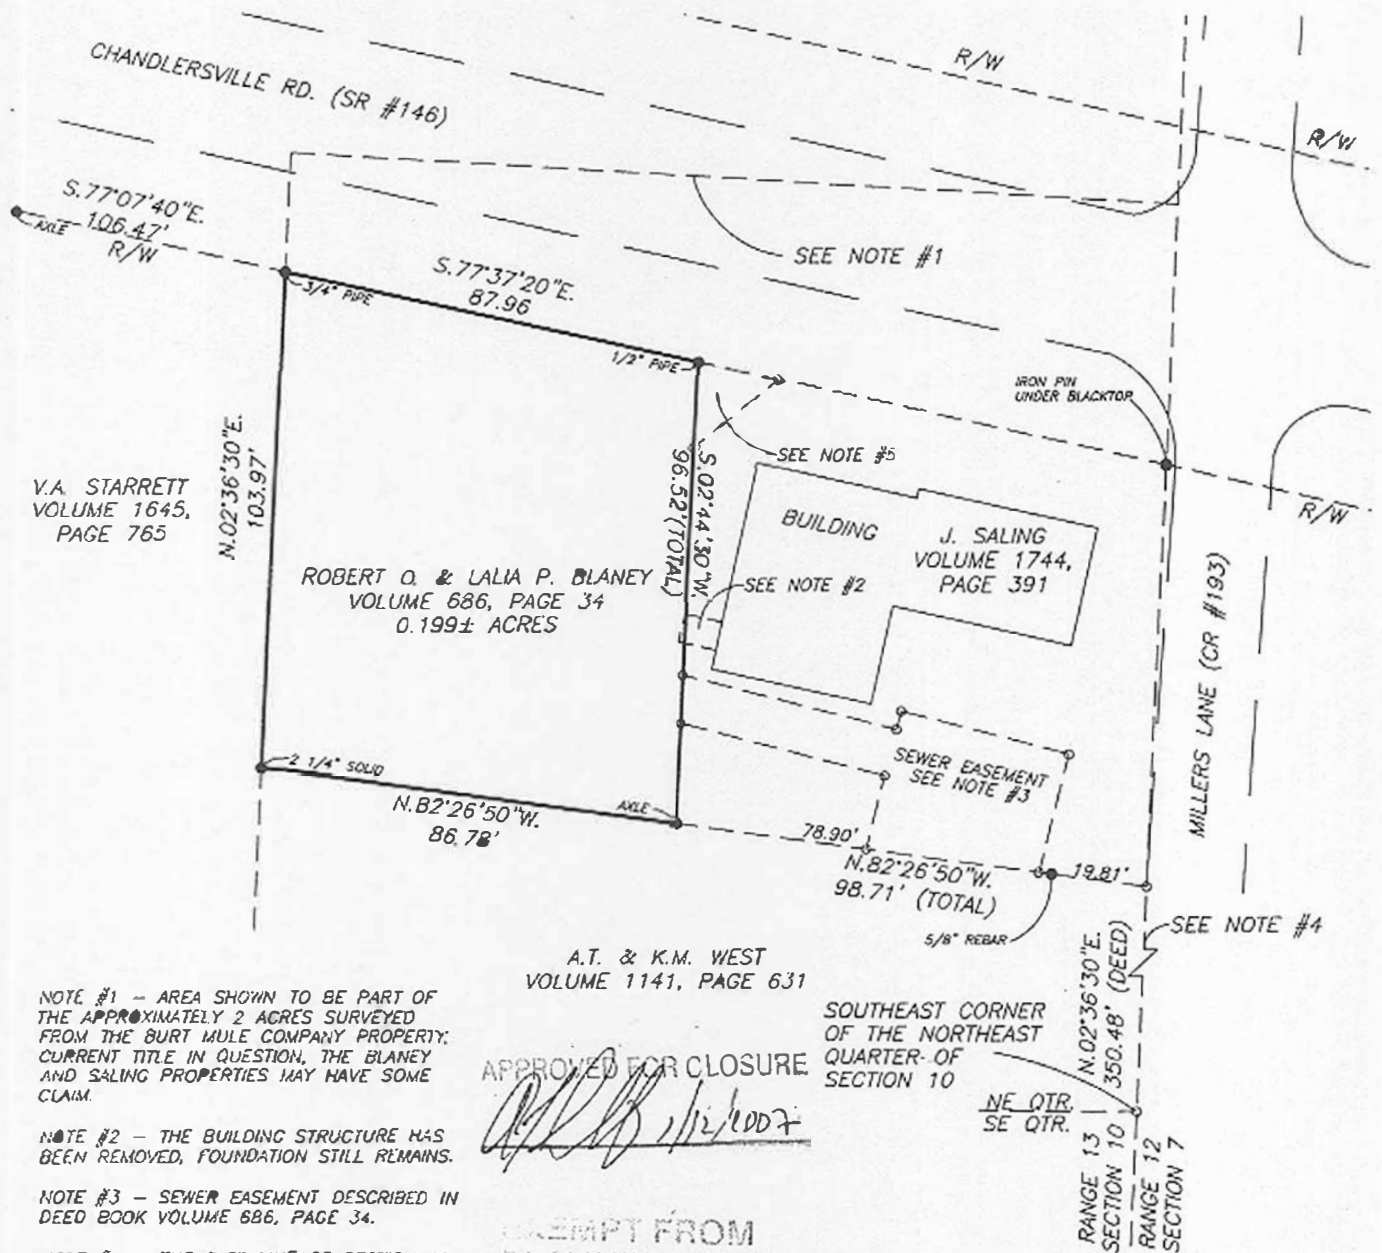 R/W
CHANDLERSVILLE RD. (SR #146)
R/W
S.77°07'40"E.
106.47'
AXLE
R/W
SEE NOTE #1
S.77°37'20"E.
87.96
3/4" PIPE
1/2" PIPE
IRON PIN
UNDER BLACKTOP
SEE NOTE #5
R/W
V.A. STARRETT
VOLUME 1645,
PAGE 765
N.02°36'30"E.
103.97'
S.02°44'30"W.
96.52'(TOTAL)
BUILDING
J. SALING
VOLUME 1744,
PAGE 391
ROBERT O. & LALIA P. BLANEY
VOLUME 686, PAGE 34
0.199± ACRES
SEE NOTE #2
MILLERS LANE (CR #193)
SEWER EASEMENT
SEE NOTE #3
2 1/4" SOLID
N.82°26'50"W.
86.78'
AXLE
78.90'
N.82°26'50"W.
98.71' (TOTAL)
19.81'
5/8" REBAR
SEE NOTE #4
N.02°36'30"E.
350.48' (DEED)
A.T. & K.M. WEST
VOLUME 1141, PAGE 631
SOUTHEAST CORNER
OF THE NORTHEAST
QUARTER OF
SECTION 10
NE QTR.
SE QTR.
RANGE 13
SECTION 10
RANGE 12
SECTION 7
NOTE #1 - AREA SHOWN TO BE PART OF
THE APPROXIMATELY 2 ACRES SURVEYED
FROM THE BURT MULE COMPANY PROPERTY;
CURRENT TITLE IN QUESTION, THE BLANEY
AND SALING PROPERTIES MAY HAVE SOME
CLAIM.
NOTE #2 - THE BUILDING STRUCTURE HAS
BEEN REMOVED, FOUNDATION STILL REMAINS.
NOTE #3 - SEWER EASEMENT DESCRIBED IN
DEED BOOK VOLUME 686, PAGE 34.
APPROVED FOR CLOSURE
1/12/2007
EXEMPT FROM